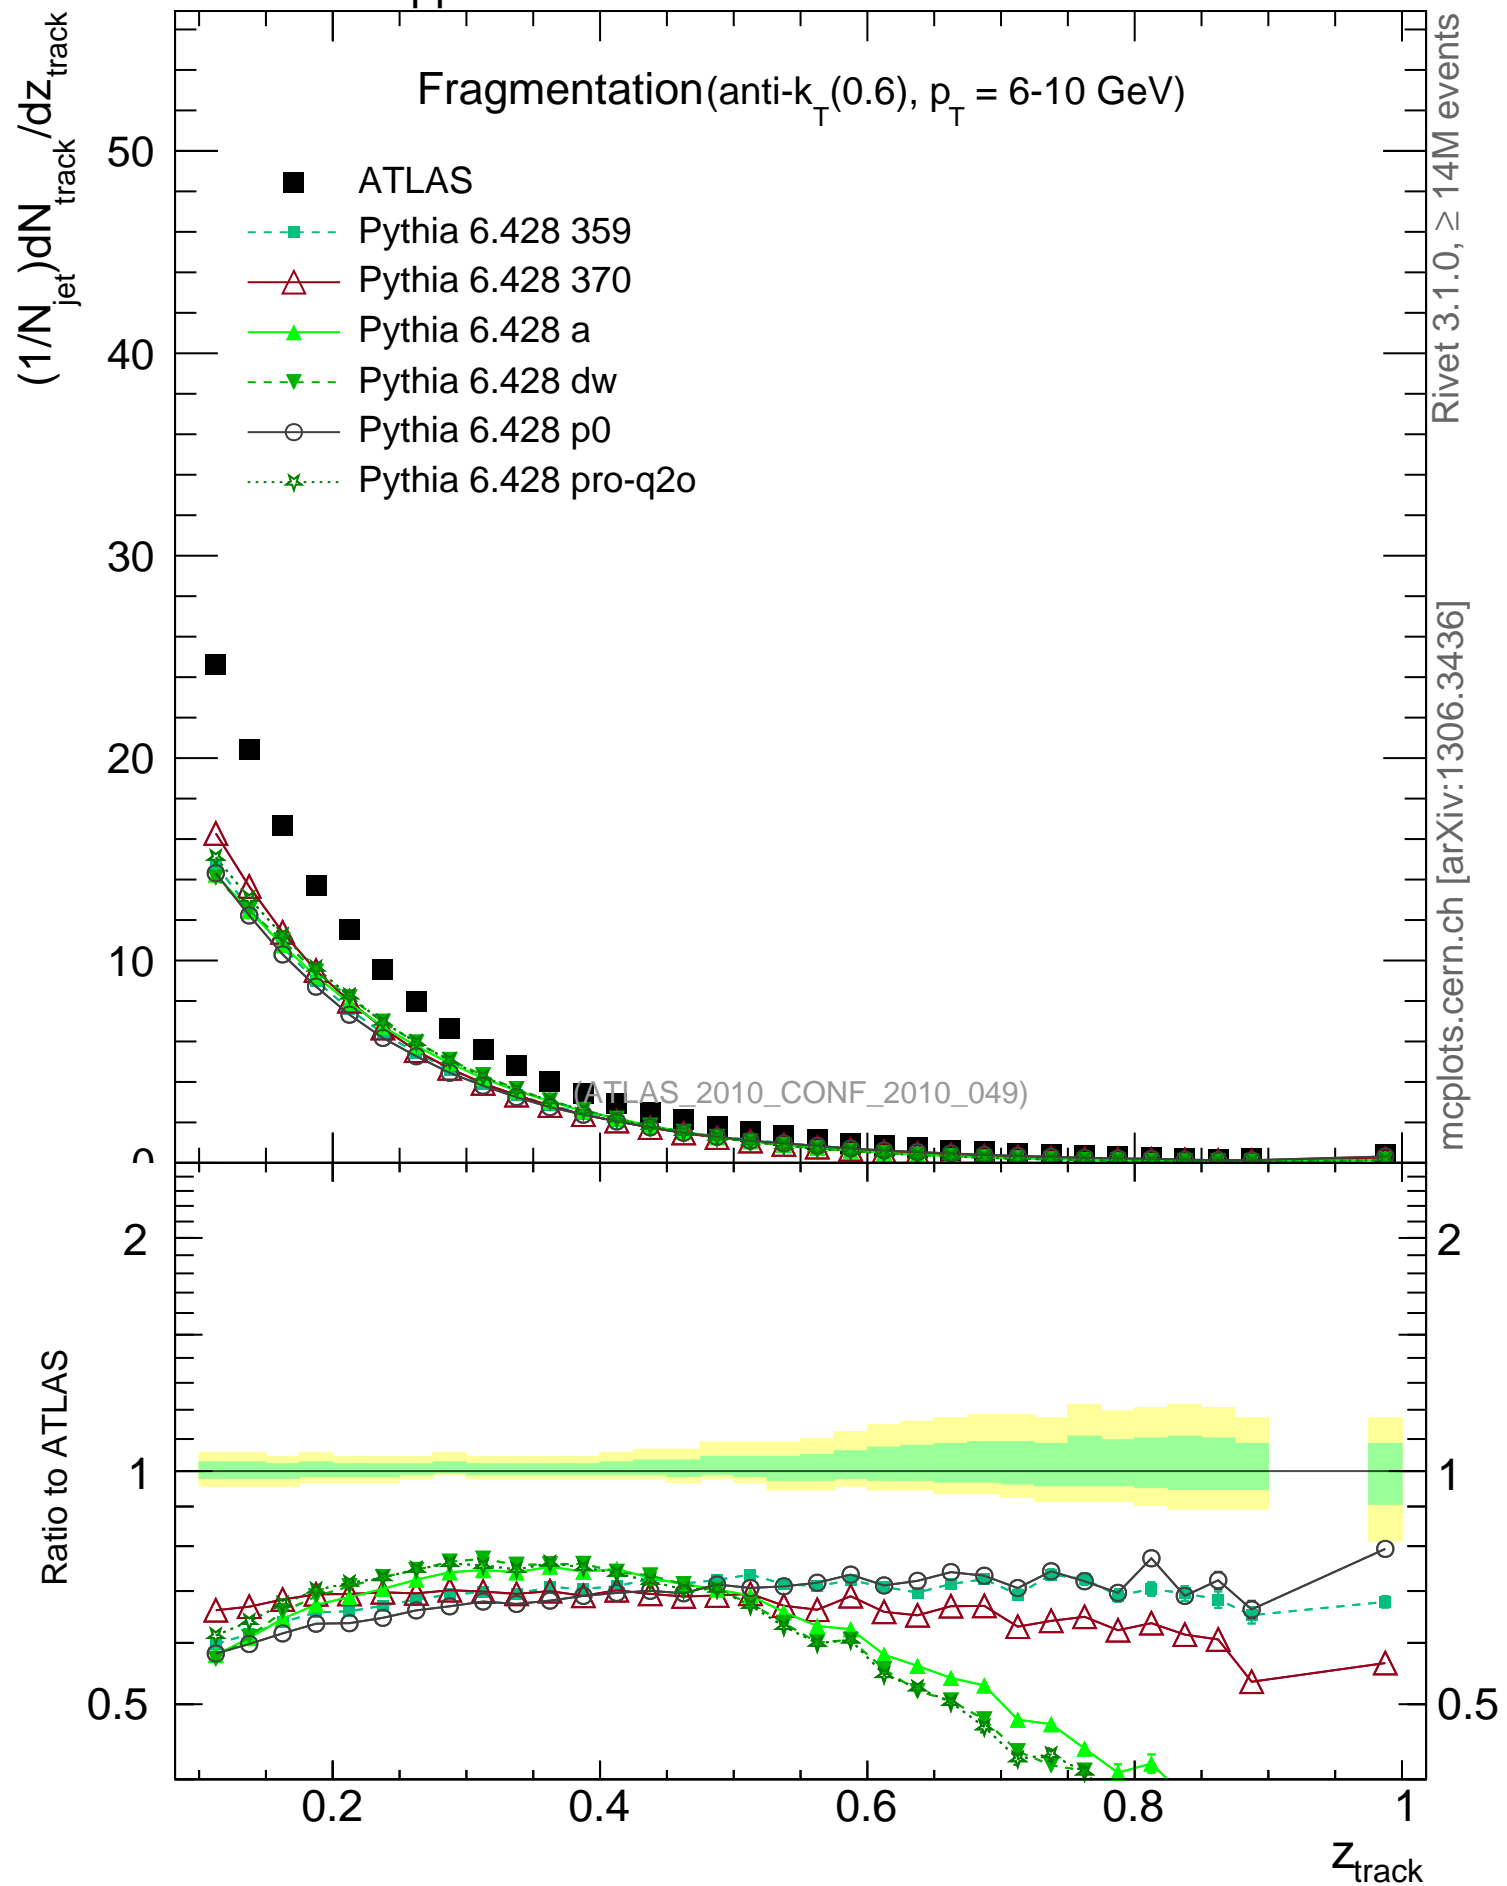 Fragmentation (anti-k_T(0.6), p_T = 6-10 GeV)
(1/N_jet)dN_track/dz_track
50
40
30
20
10
0
ATLAS
Pythia 6.428 359
Pythia 6.428 370
Pythia 6.428 a
Pythia 6.428 dw
Pythia 6.428 p0
Pythia 6.428 pro-q2o
(ATLAS_2010_CONF_2010_049)
Rivet 3.1.0, ≥ 14M events
mcplots.cern.ch [arXiv:1306.3436]
Ratio to ATLAS
2
1
0.5
2
1
0.5
0.2 0.4 0.6 0.8 1
z_track